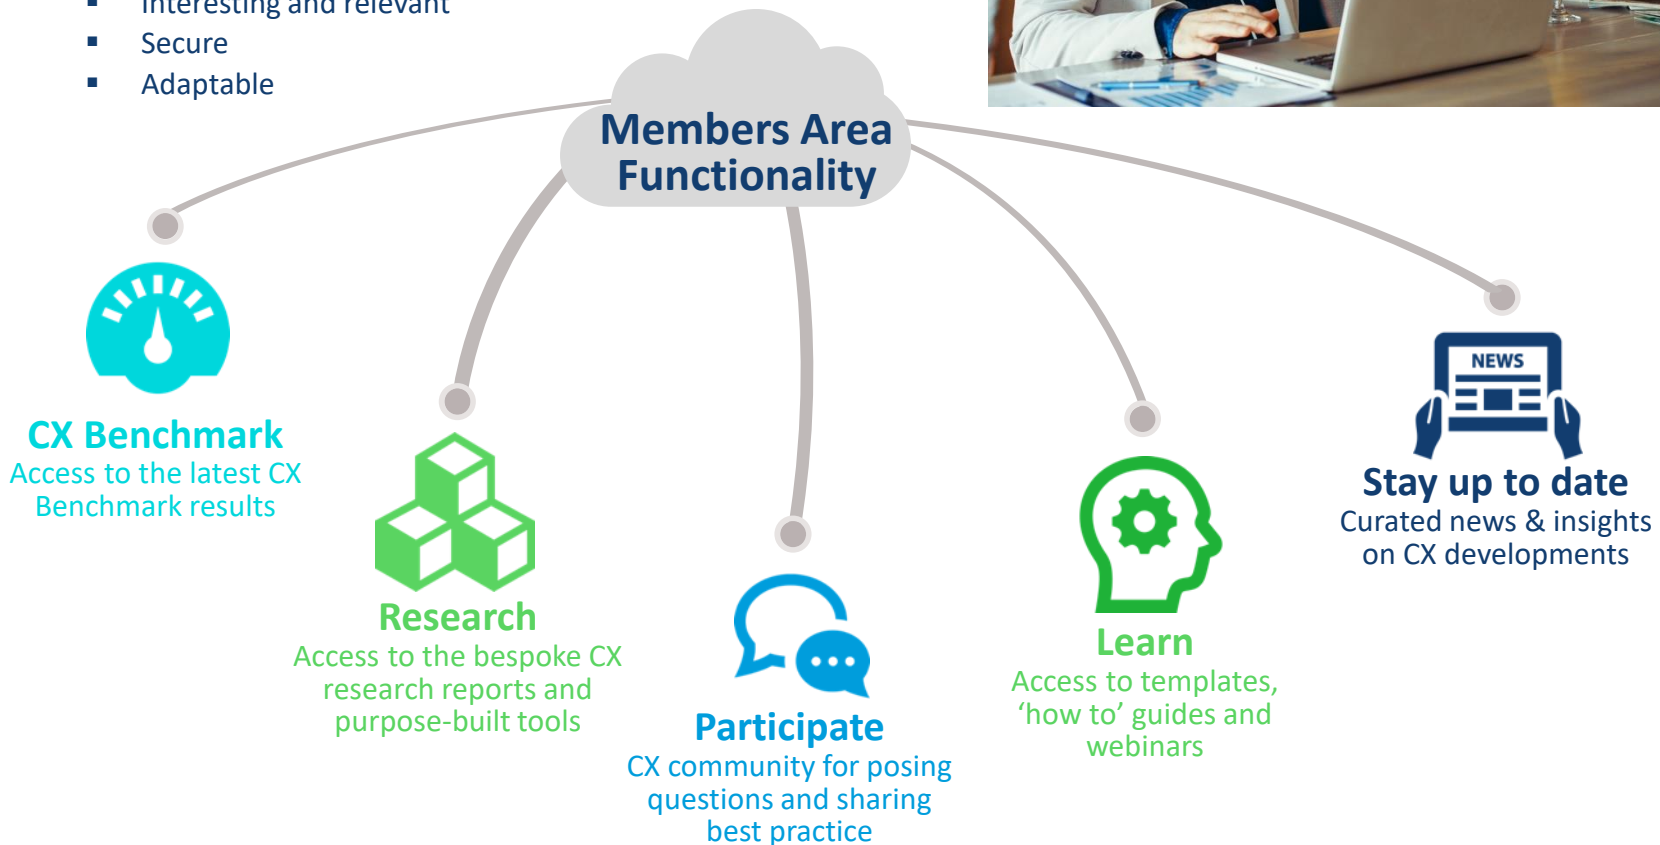 ▪ Interesting and relevant
▪ Secure
▪ Adaptable
Members Area
Functionality
CX Benchmark
Access to the latest CX
Benchmark results
Research
Access to the bespoke CX
research reports and
purpose-built tools
Participate
CX community for posing
questions and sharing
best practice
Learn
Access to templates,
‘how to’ guides and
webinars
NEWS
Stay up to date
Curated news & insights
on CX developments